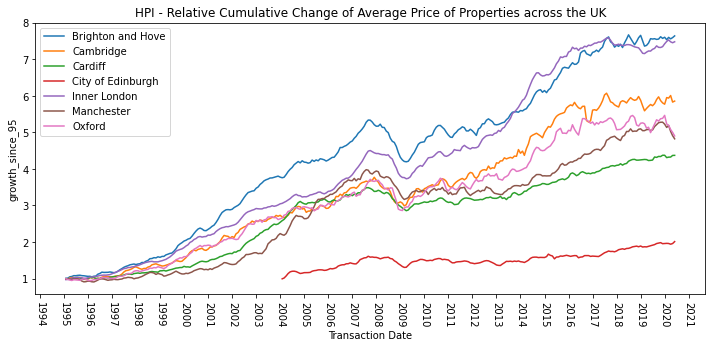 HPI - Relative Cumulative Change of Average Price of Properties across the UK
growth_since_95
8
7
6
5
4
3
2
1
Brighton and Hove
Cambridge
Cardiff
City of Edinburgh
Inner London
Manchester
Oxford
1994 1995 1996 1997 1998 1999 2000 2001 2002 2003 2004 2005 2006 2007 2008 2009 2010 2011 2012 2013 2014 2015 2016 2017 2018 2019 2020 2021
Transaction Date